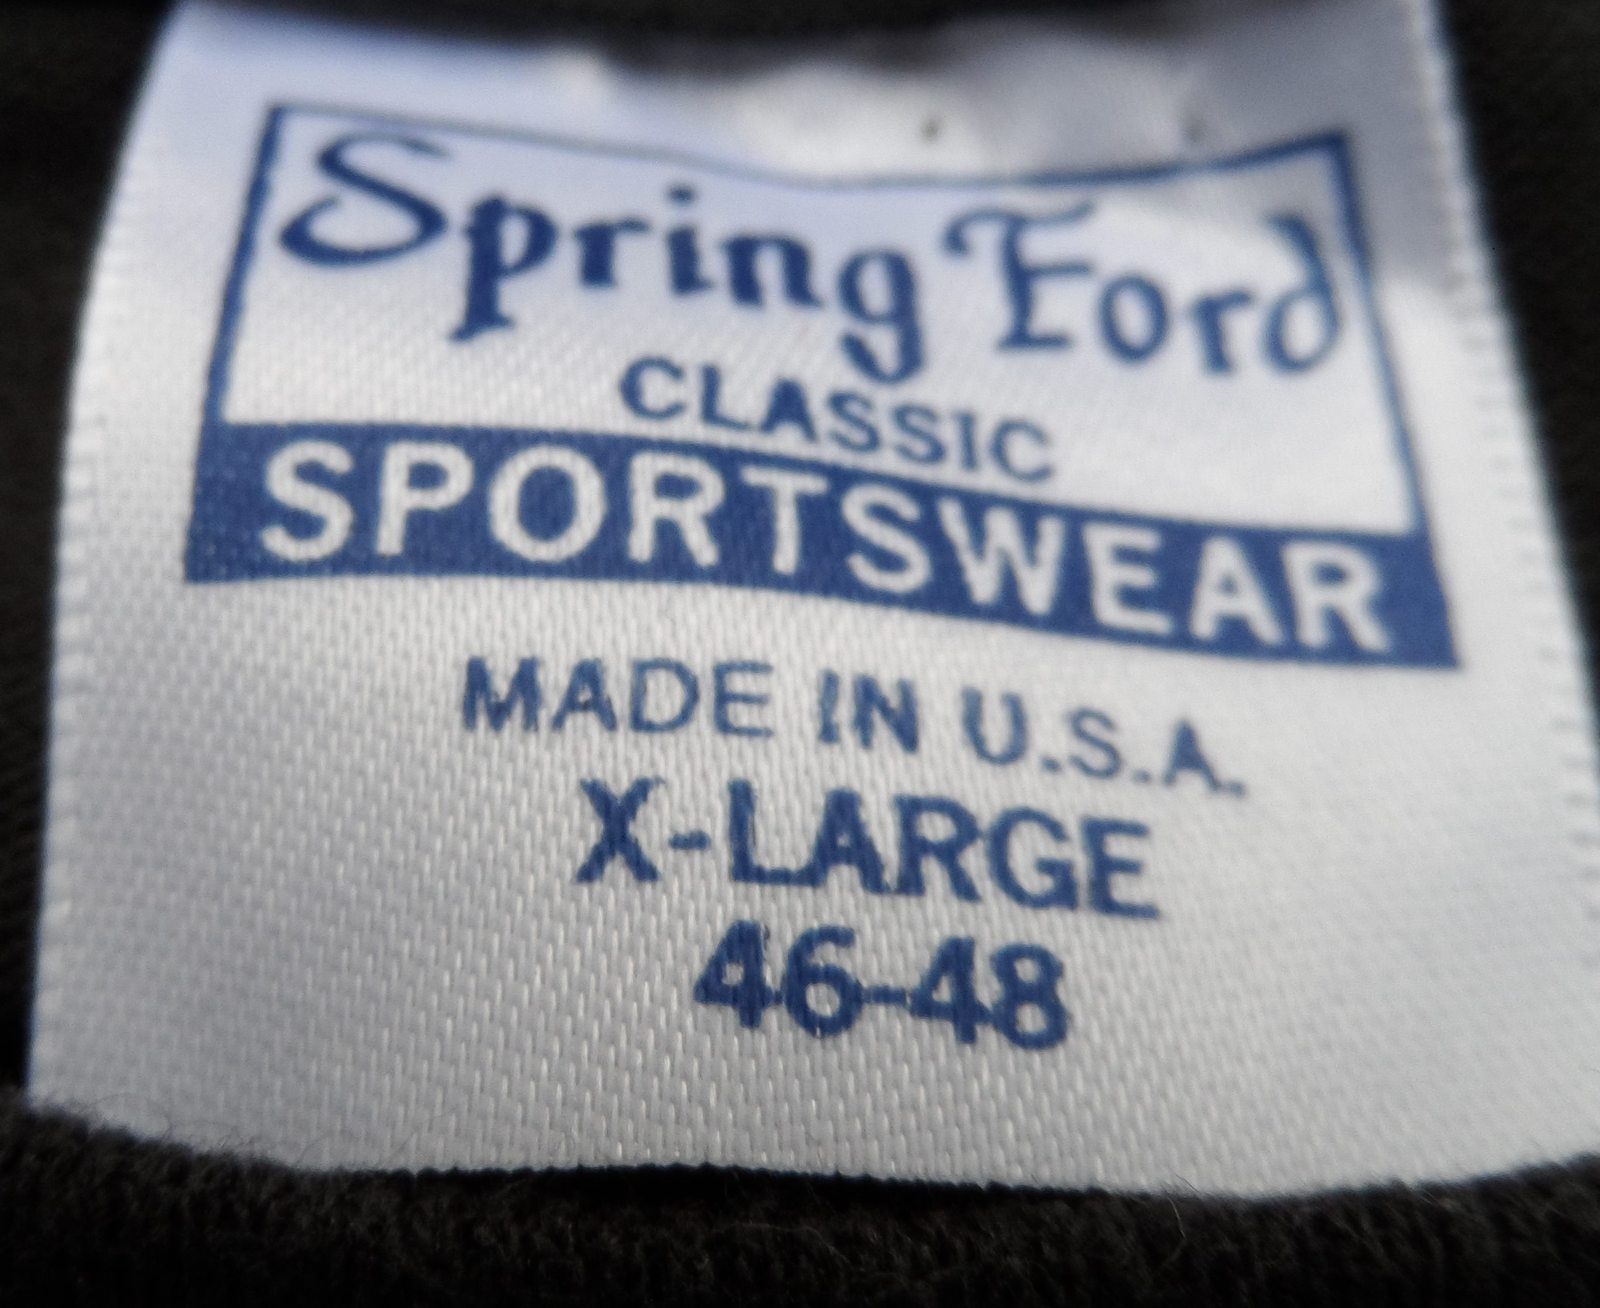 Spring Ford
CLASSIC
SPORTSWEAR
MADE IN U.S.A.
X-LARGE
46-48